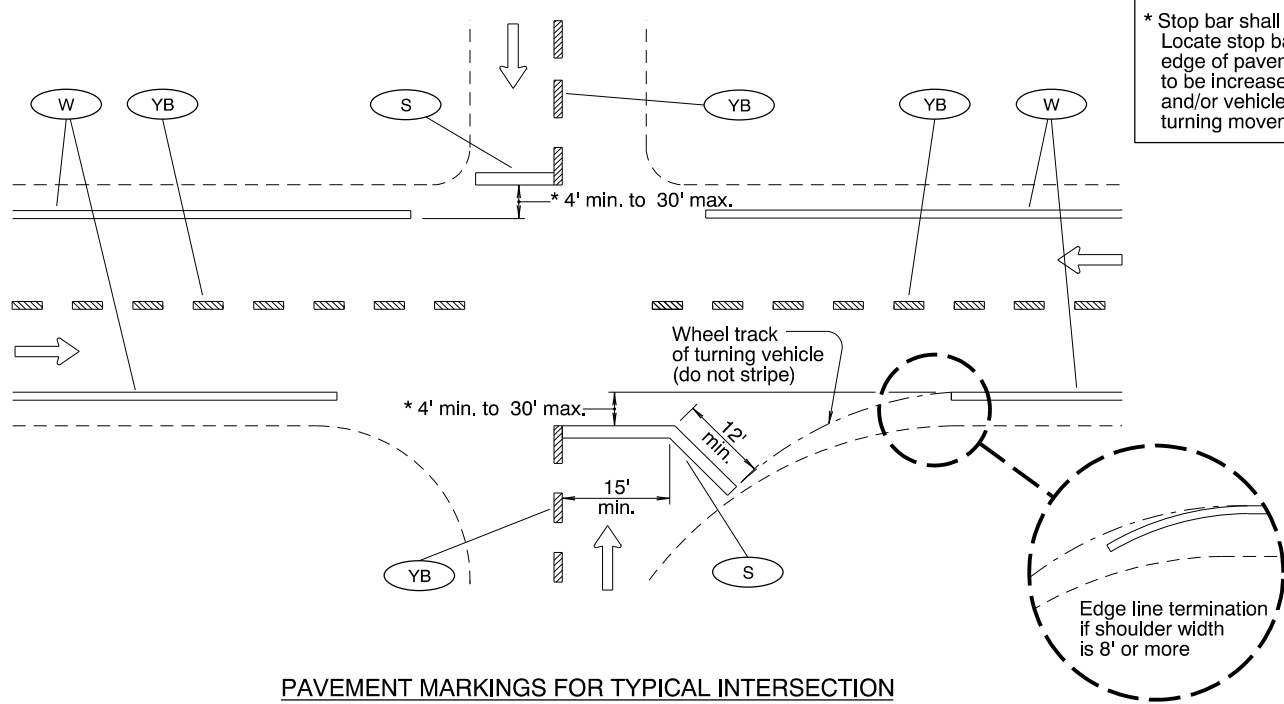 * Stop bar shall
Locate stop ba
edge of pavem
to be increase
and/or vehicle
turning movem
W
YB
S
YB
YB
W
* 4' min. to 30' max.
Wheel track
of turning vehicle
(do not stripe)
* 4' min. to 30' max.
12'
min.
15'
min.
YB
S
Edge line termination
if shoulder width
is 8' or more
PAVEMENT MARKINGS FOR TYPICAL INTERSECTION